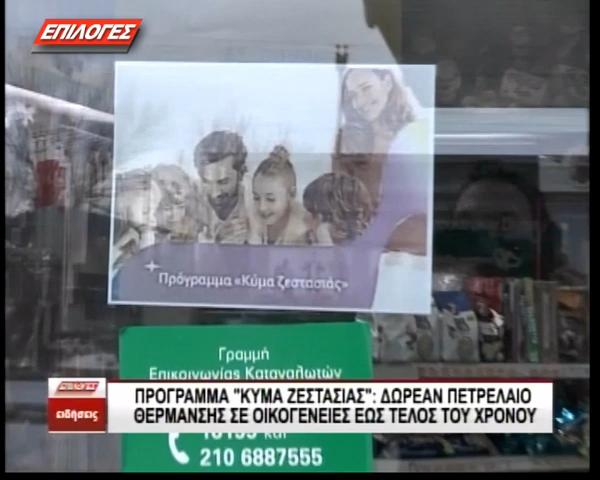 ΕΠΙΛΟΓΕΣ
Πρόγραμμα «Κύμα ζεστασιάς»
Γραμμή
Επικοινωνίας Καταναλωτών
210 6887555
ΕΠΙΛΟΓΕΣ
ειδήσεις
ΠΡΟΓΡΑΜΜΑ "ΚΥΜΑ ΖΕΣΤΑΣΙΑΣ": ΔΩΡΕΑΝ ΠΕΤΡΕΛΑΙΟ
ΘΕΡΜΑΝΣΗΣ ΣΕ ΟΙΚΟΓΕΝΕΙΕΣ ΕΩΣ ΤΕΛΟΣ ΤΟΥ ΧΡΟΝΟΥ